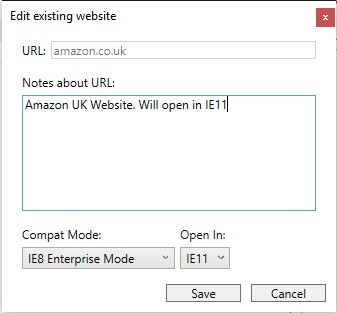 Edit existing website
x
URL: amazon.co.uk
Notes about URL:
Amazon UK Website. Will open in IE11
Compat Mode: Open In:
IE8 Enterprise Mode IE11
Save Cancel